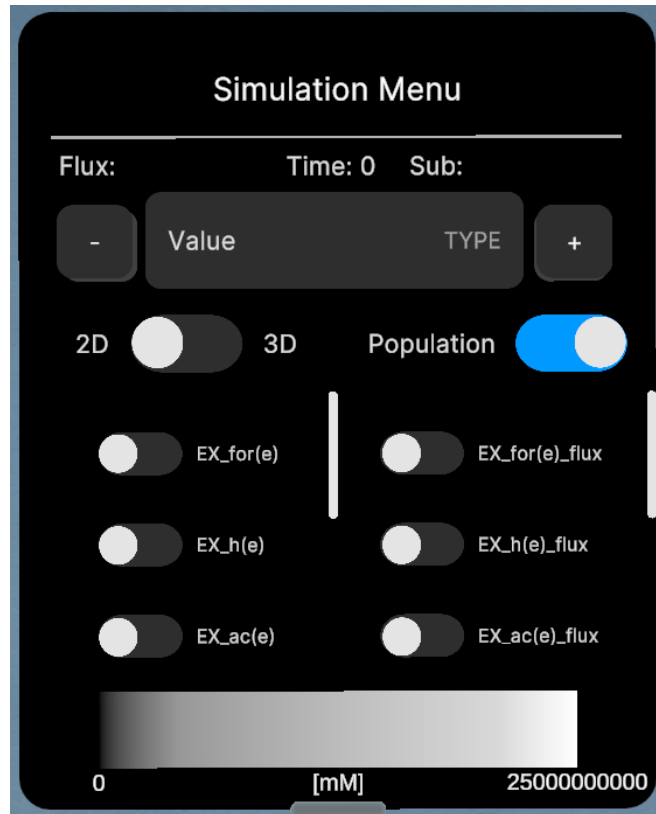 Simulation Menu
Flux: Time: 0 Sub:
- Value TYPE +
2D 3D Population
EX_for(e) EX_for(e)_flux
EX_h(e) EX_h(e)_flux
EX_ac(e) EX_ac(e)_flux
0 [mM] 25000000000